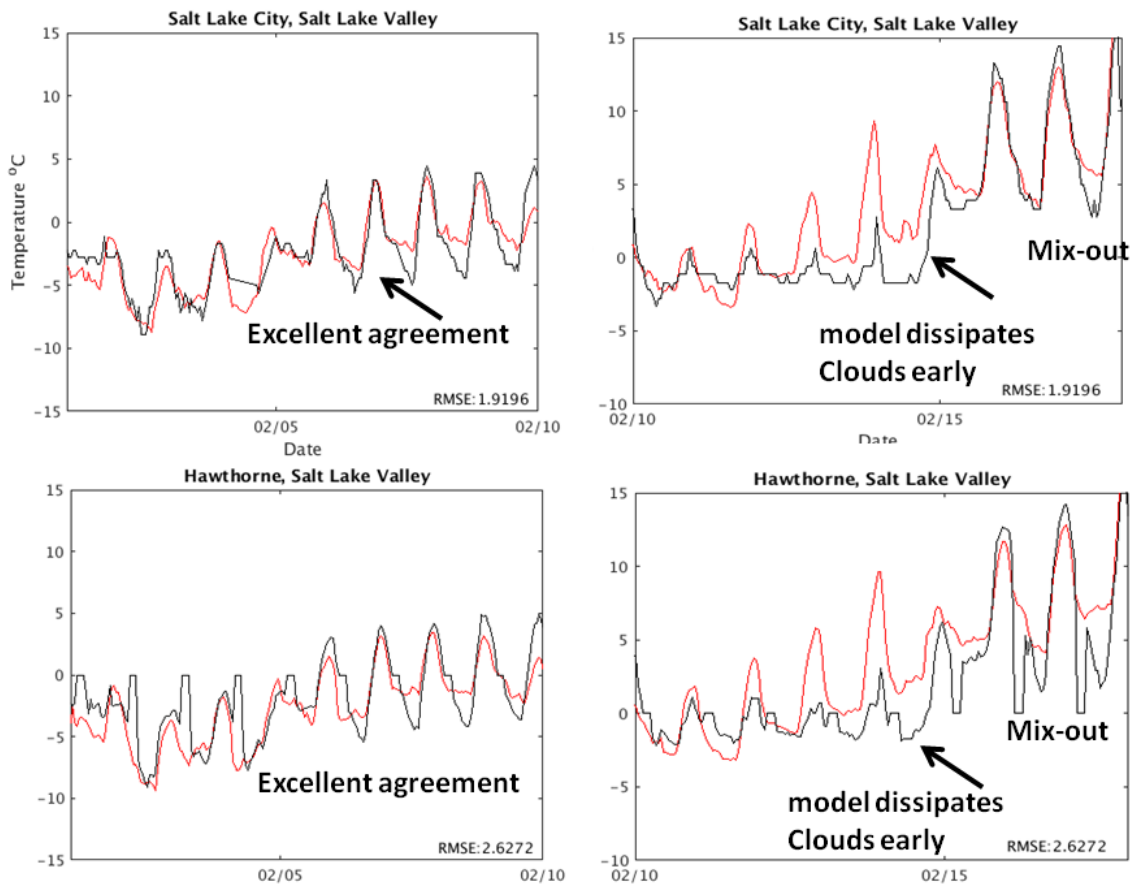 Salt Lake City, Salt Lake Valley
15
10
5
0
-5
-10
-15
Temperature °C
Excellent agreement
RMSE:1.9196
02/05
02/10
Date
Salt Lake City, Salt Lake Valley
15
10
5
0
-5
-10
Mix-out
model dissipates
Clouds early
RMSE:1.9196
02/10
02/15
Date
Hawthorne, Salt Lake Valley
15
10
5
0
-5
-10
-15
Excellent agreement
RMSE:2.6272
02/05
02/10
Hawthorne, Salt Lake Valley
15
10
5
0
-5
-10
Mix-out
model dissipates
Clouds early
RMSE:2.6272
02/10
02/15